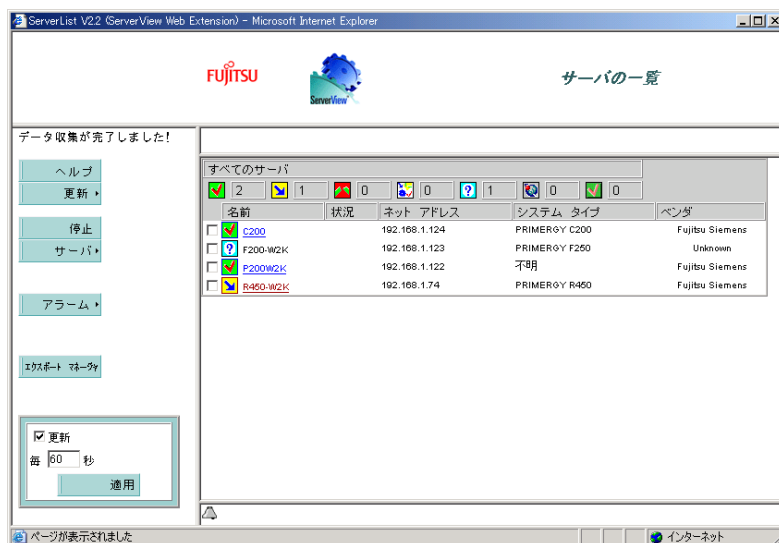 ServerList V2.2 (ServerView Web Extension) - Microsoft Internet Explorer
FUJITSU
ServerView
サーバの一覧
データ収集が完了しました!
ヘルプ
更新
停止
サーバ
アラーム
エクスポート マネージャ
更新
毎 60 秒
適用
すべてのサーバ
2 1 0 0 ? 1 0 0
名前 状況 ネット アドレス システム タイプ ベンダ
C200 192.168.1.124 PRIMERGY C200 Fujitsu Siemens
? F200-W2K 192.168.1.123 PRIMERGY F250 Unknown
P200W2K 192.168.1.122 不明 Fujitsu Siemens
R450-W2K 192.168.1.74 PRIMERGY R450 Fujitsu Siemens
ページが表示されました
インターネット